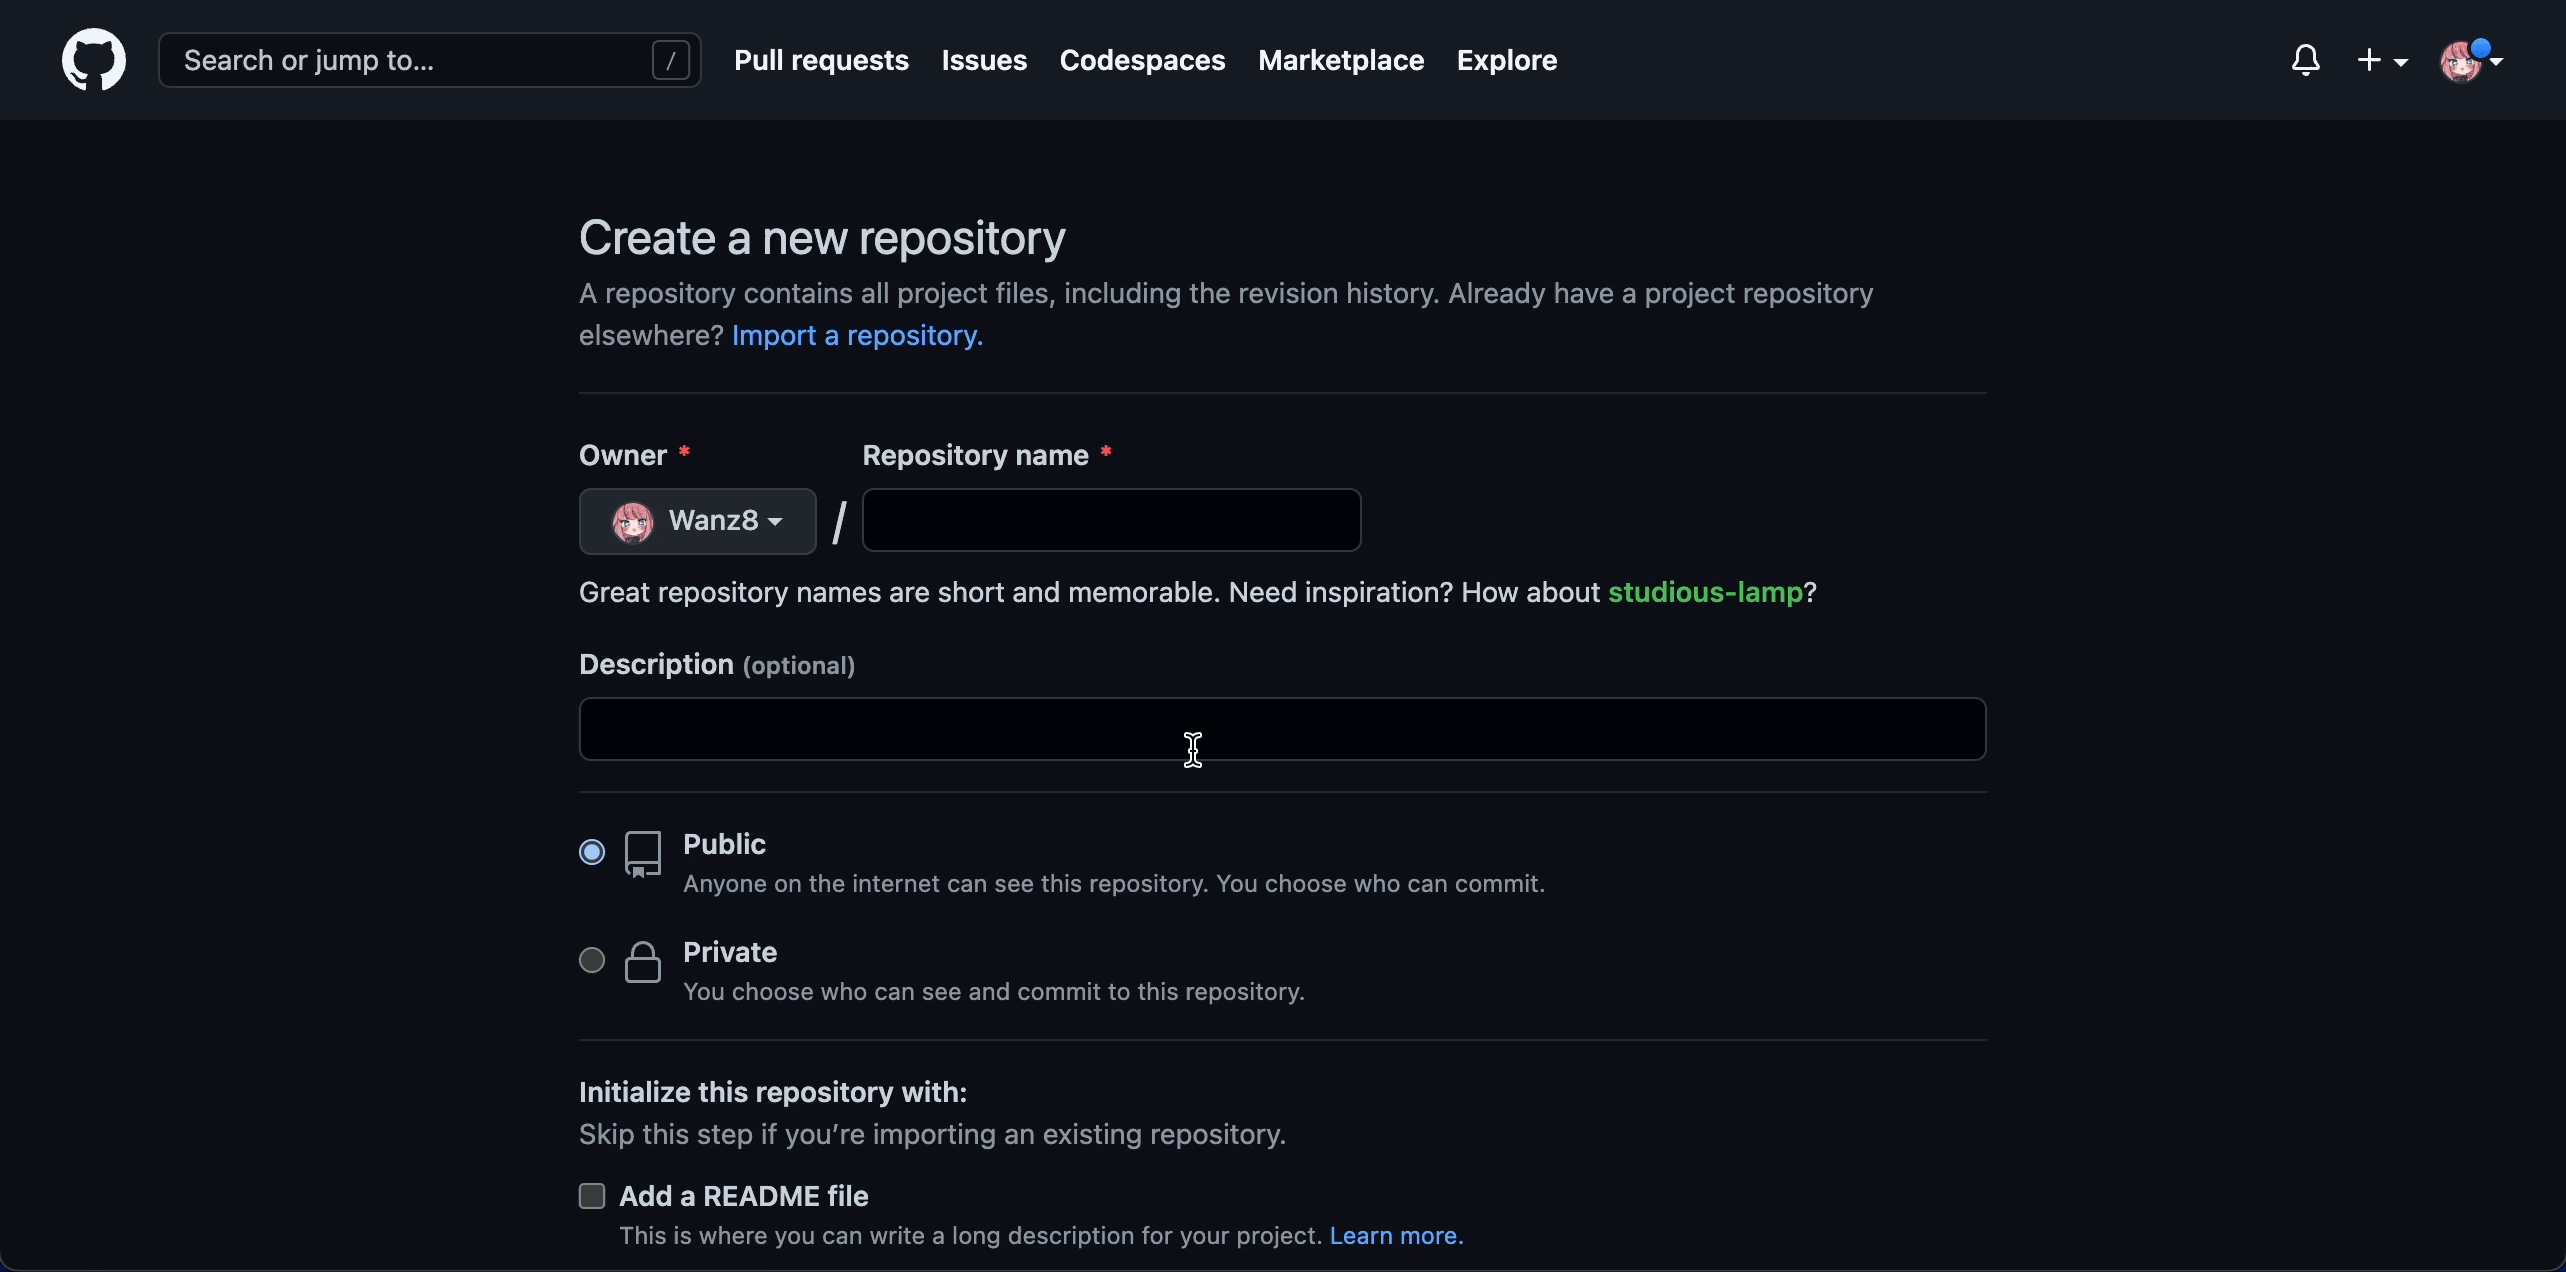 Search or jump to... /
Pull requests Issues Codespaces Marketplace Explore
Create a new repository
A repository contains all project files, including the revision history. Already have a project repository
elsewhere? Import a repository.
Owner * Repository name *
Wanz8 /
Great repository names are short and memorable. Need inspiration? How about studious-lamp?
Description (optional)
Public
Anyone on the internet can see this repository. You choose who can commit.
Private
You choose who can see and commit to this repository.
Initialize this repository with:
Skip this step if you’re importing an existing repository.
Add a README file
This is where you can write a long description for your project. Learn more.